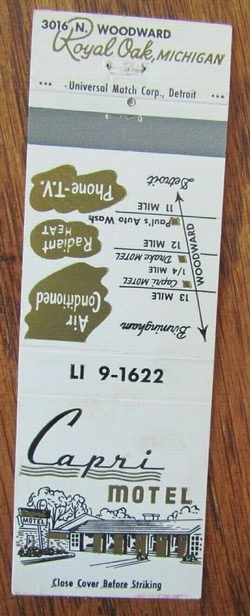 3016 N. WOODWARD
Royal Oak, MICHIGAN
Universal Match Corp., Detroit
Phone-T.V.
Radiant
HEAT
Air
Conditioned
Birmingham
13 MILE
1/4 MILE
Capri MOTEL
Drake MOTEL
12 MILE
Paul's Auto Wash
11 MILE
Detroit
WOODWARD
LI 9-1622
Capri
MOTEL
MOTEL
Close Cover Before Striking